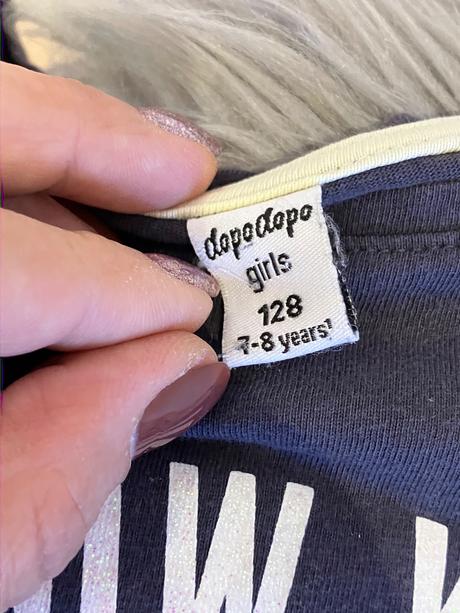 dopodopo
girls
128
7-8 years